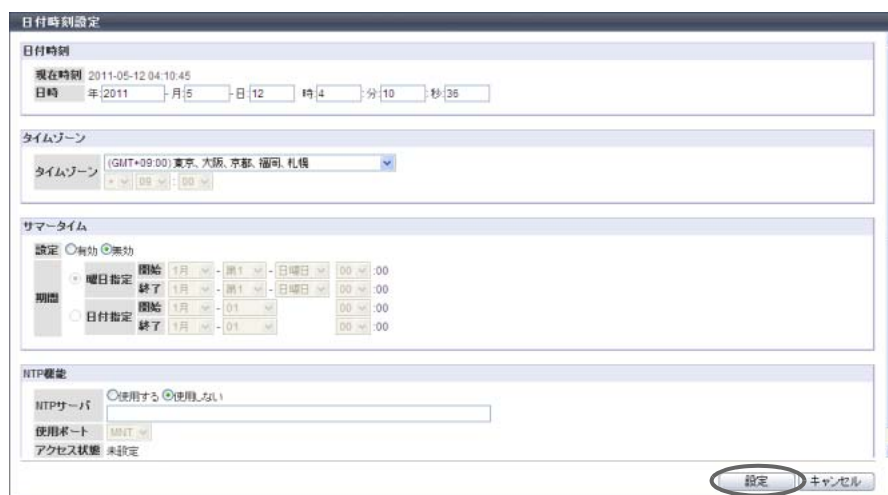 日付時刻設定
日付時刻
現在時刻 2011-05-12 04:10:45
日時 年:2011 -月:5 -日:12 時:4 :分:10 :秒:36
タイムゾーン
タイムゾーン (GMT+09:00)東京、大阪、京都、福岡、札幌
+ 09 : 00
サマータイム
設定 有効 無効
期間 曜日指定 開始 1月 - 第1 - 日曜日 00 :00
終了 1月 - 第1 - 日曜日 00 :00
日付指定 開始 1月 - 01 00 :00
終了 1月 - 01 00 :00
NTP機能
NTPサーバ 使用する 使用しない
使用ポート MNT
アクセス状態 未設定
設定 キャンセル